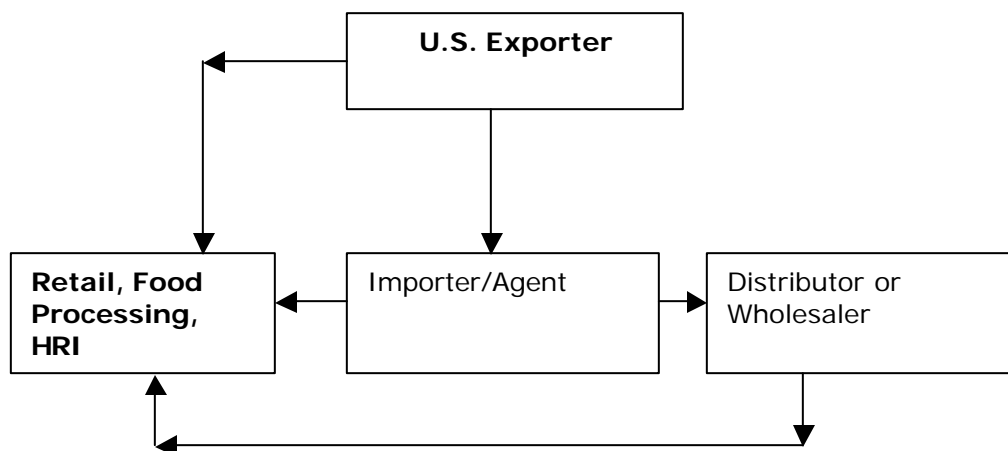 U.S. Exporter
Retail, Food
Processing,
HRI
Importer/Agent
Distributor or
Wholesaler